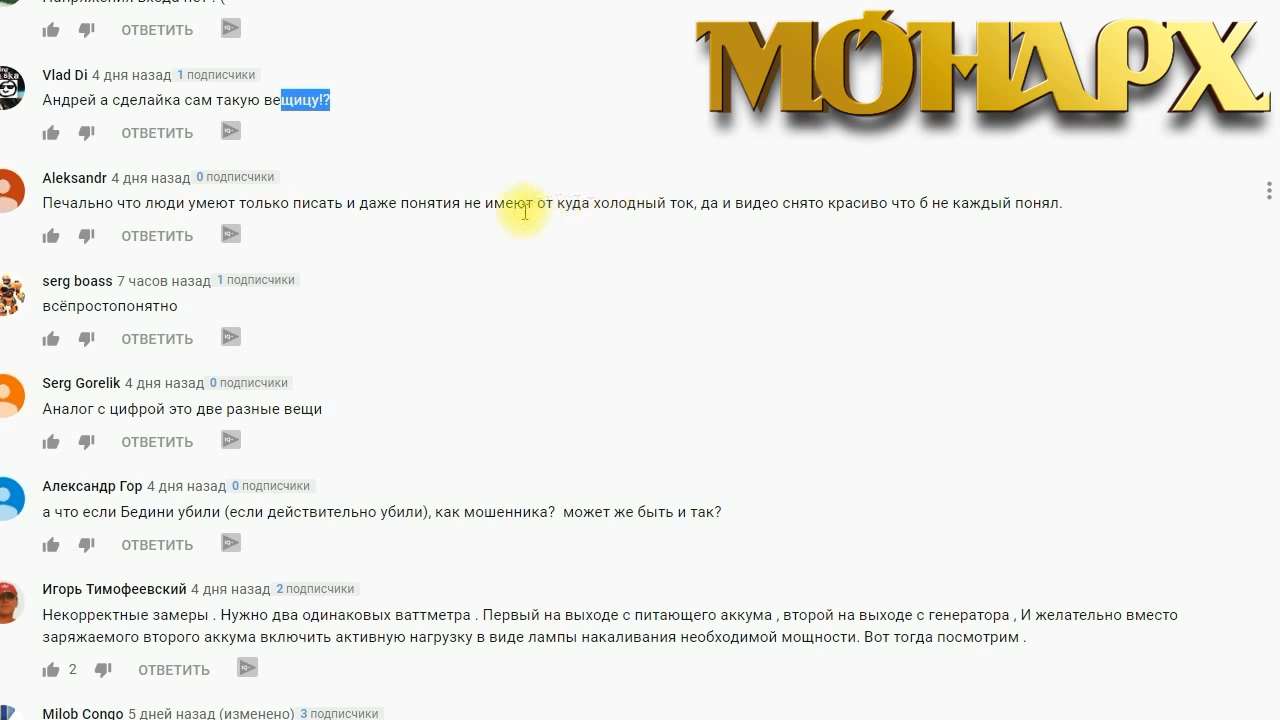 Напряжения входа нет ! (
ОТВЕТИТЬ
МОНАРХ
Vlad Di 4 дня назад 1 подписчики
Андрей а сделайка сам такую вещицу!?
ОТВЕТИТЬ
Aleksandr 4 дня назад 0 подписчики
Печально что люди умеют только писать и даже понятия не имеют от куда холодный ток, да и видео снято красиво что б не каждый понял.
ОТВЕТИТЬ
serg boass 7 часов назад 1 подписчики
всёпростопонятно
ОТВЕТИТЬ
Serg Gorelik 4 дня назад 0 подписчики
Аналог с цифрой это две разные вещи
ОТВЕТИТЬ
Александр Гор 4 дня назад 0 подписчики
а что если Бедини убили (если действительно убили), как мошенника? может же быть и так?
ОТВЕТИТЬ
Игорь Тимофеевский 4 дня назад 2 подписчики
Некорректные замеры . Нужно два одинаковых ваттметра . Первый на выходе с питающего аккума , второй на выходе с генератора , И желательно вместо
заряжаемого второго аккума включить активную нагрузку в виде лампы накаливания необходимой мощности. Вот тогда посмотрим .
2 ОТВЕТИТЬ
Milob Congo 5 дней назад (изменено) 3 подписчики